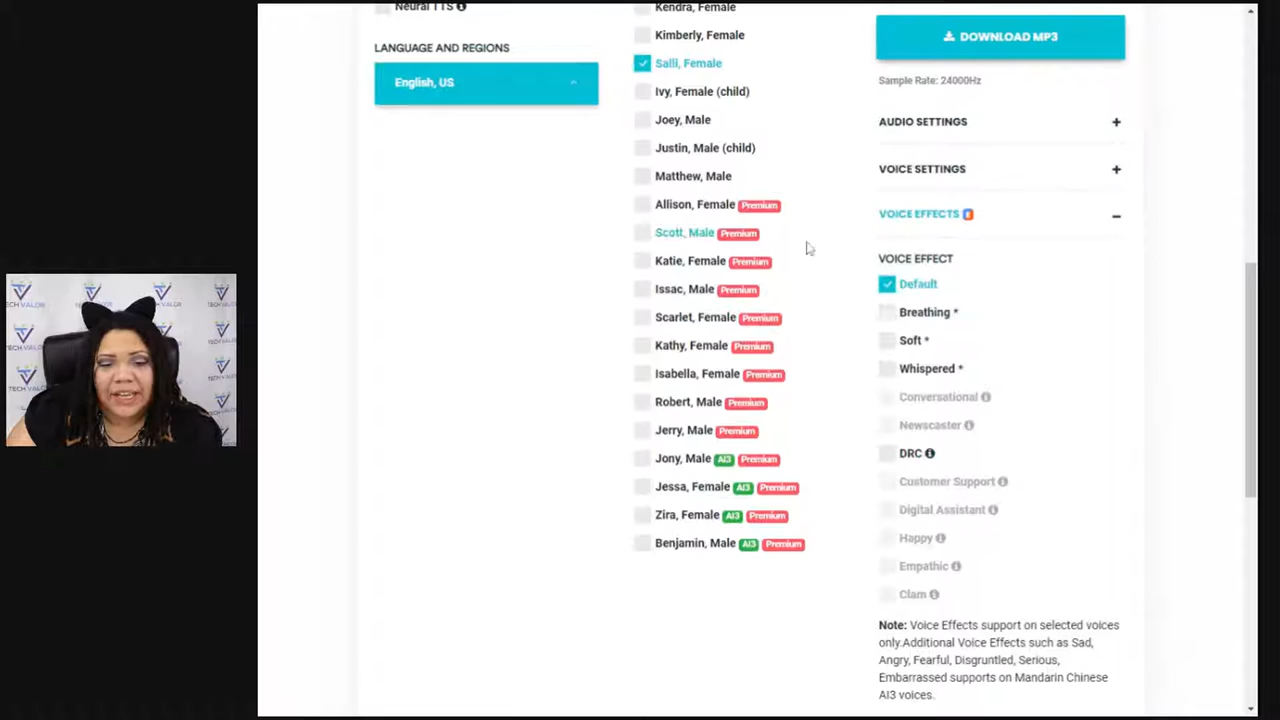 Neural TTS
LANGUAGE AND REGIONS
English, US
Kendra, Female
Kimberly, Female
Salli, Female
Ivy, Female (child)
Joey, Male
Justin, Male (child)
Matthew, Male
Allison, Female Premium
Scott, Male Premium
Katie, Female Premium
Issac, Male Premium
Scarlet, Female Premium
Kathy, Female Premium
Isabella, Female Premium
Robert, Male Premium
Jerry, Male Premium
Jony, Male AI3 Premium
Jessa, Female AI3 Premium
Zira, Female AI3 Premium
Benjamin, Male AI3 Premium
DOWNLOAD MP3
Sample Rate: 24000Hz
AUDIO SETTINGS +
VOICE SETTINGS +
VOICE EFFECTS E −
VOICE EFFECT
Default
Breathing *
Soft *
Whispered *
Conversational
Newscaster
DRC
Customer Support
Digital Assistant
Happy
Empathic
Clam
Note: Voice Effects support on selected voices
only.Additional Voice Effects such as Sad,
Angry, Fearful, Disgruntled, Serious,
Embarrassed supports on Mandarin Chinese
AI3 voices.
TECH VALOR